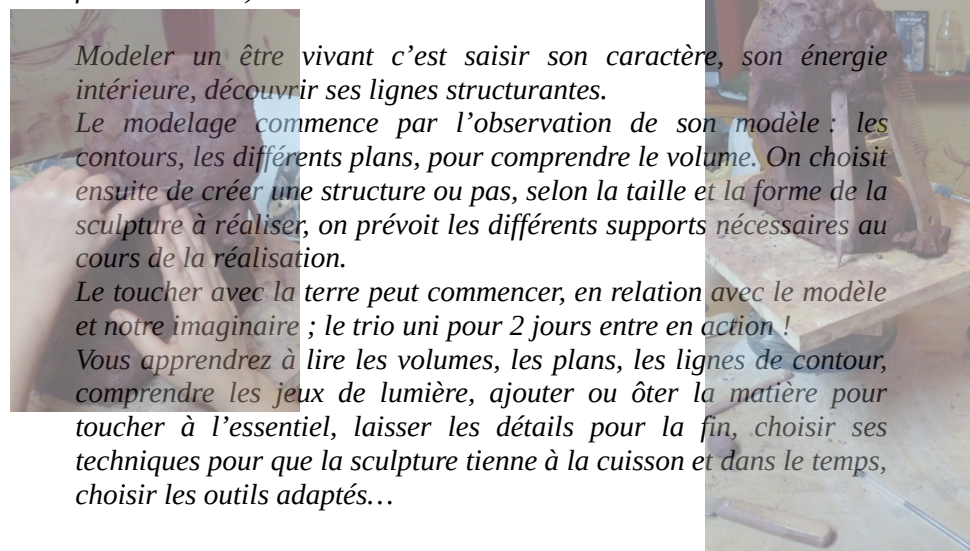 Modeler un être vivant c’est saisir son caractère, son énergie
intérieure, découvrir ses lignes structurantes.
Le modelage commence par l’observation de son modèle : les
contours, les différents plans, pour comprendre le volume. On choisit
ensuite de créer une structure ou pas, selon la taille et la forme de la
sculpture à réaliser, on prévoit les différents supports nécessaires au
cours de la réalisation.
Le toucher avec la terre peut commencer, en relation avec le modèle
et notre imaginaire ; le trio uni pour 2 jours entre en action !
Vous apprendrez à lire les volumes, les plans, les lignes de contour,
comprendre les jeux de lumière, ajouter ou ôter la matière pour
toucher à l’essentiel, laisser les détails pour la fin, choisir ses
techniques pour que la sculpture tienne à la cuisson et dans le temps,
choisir les outils adaptés…